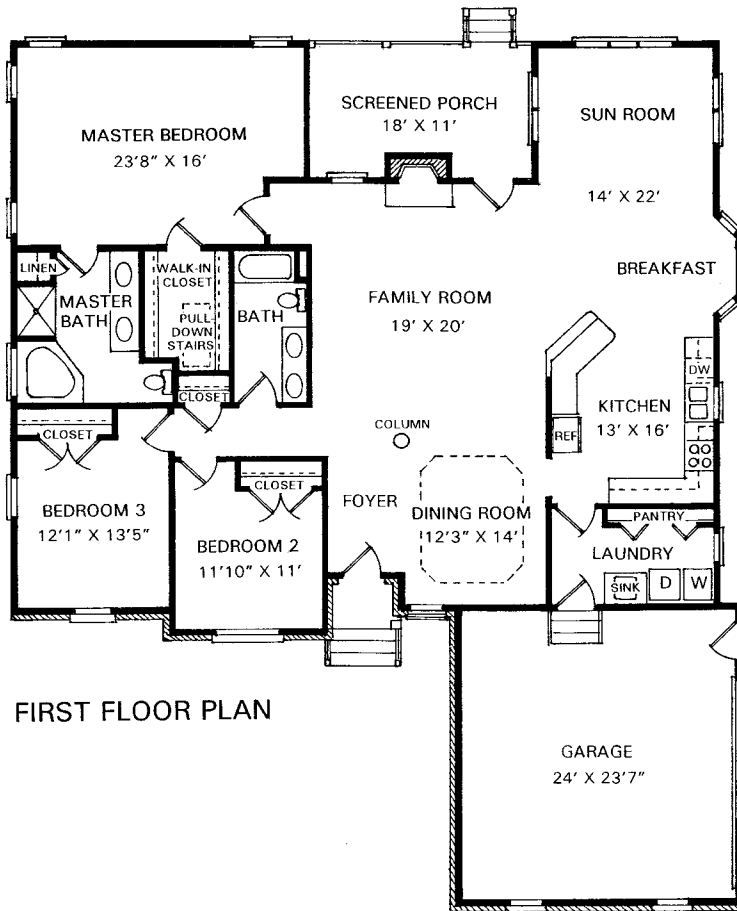 SCREENED PORCH
18' X 11'
SUN ROOM
MASTER BEDROOM
23'8" X 16'
14' X 22'
LINEN
WALK-IN
CLOSET
BREAKFAST
MASTER
BATH
PULL-
DOWN
STAIRS
BATH
FAMILY ROOM
19' X 20'
DW
CLOSET
KITCHEN
13' X 16'
COLUMN
REF
CLOSET
CLOSET
BEDROOM 3
12'1" X 13'5"
FOYER
DINING ROOM
12'3" X 14'
PANTRY
BEDROOM 2
11'10" X 11'
LAUNDRY
SINK
D
W
FIRST FLOOR PLAN
GARAGE
24' X 23'7"